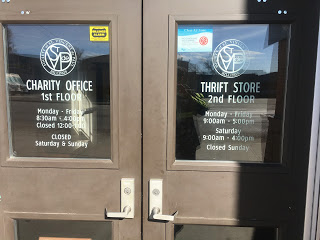 CHARITY OFFICE
1st FLOOR
Monday - Friday
8:30am - 4:00pm
Closed 12:00
CLOSED
Saturday & Sunday
THRIFT STORE
2nd FLOOR
Monday - Friday
9:00am - 5:00pm
Saturday
9:00am - 4:00pm
Closed Sunday